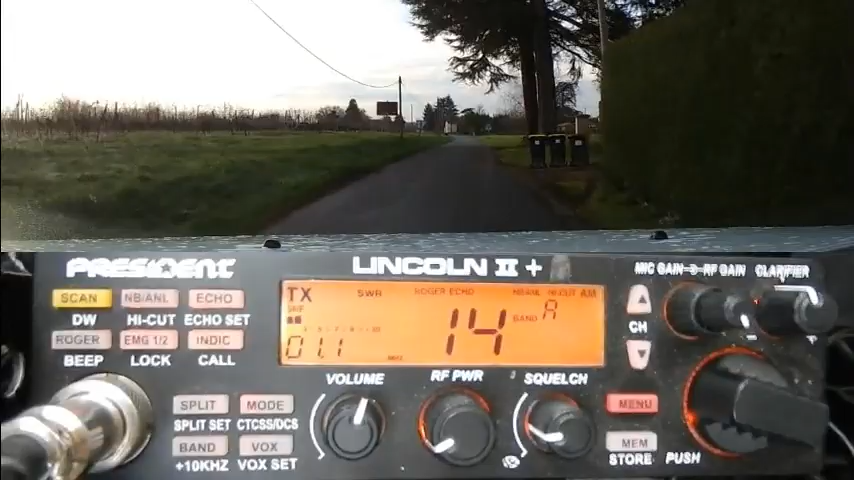 PRESIDENT
LINCOLN II +
MIC GAIN RF GAIN
CLARIFIER
SCAN
NB/ANL
ECHO
DW
HI-CUT
ECHO SET
TX
SWR
ROGER ECHO
NB/ANL HI-CUT AM
14
BAND A
01.1
CH
ROGER
EMG 1/2
INDIC
BEEP
LOCK
CALL
VOLUME
RF PWR
SQUELCH
SPLIT
MODE
MENU
SPLIT SET
CTCSS/DCS
BAND
VOX
MEM
+10KHZ
VOX SET
STORE
PUSH